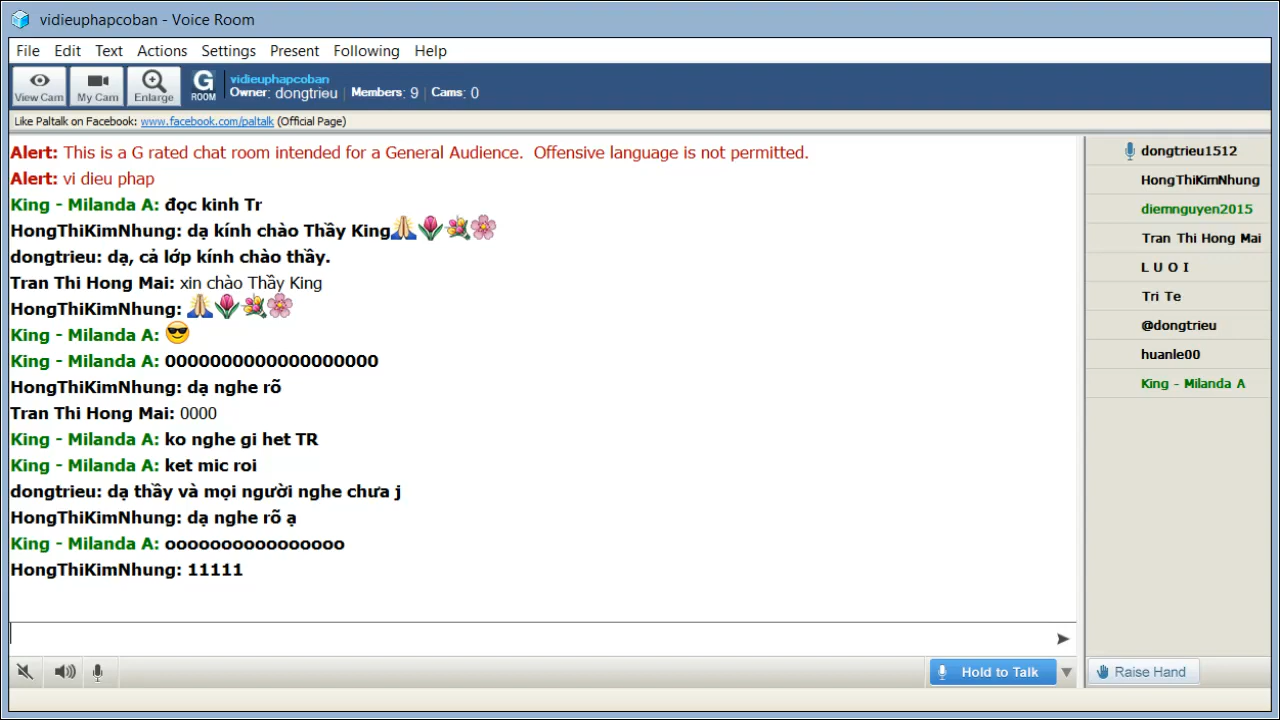 vidieuphapcoban - Voice Room
File Edit Text Actions Settings Present Following Help
View Cam My Cam Enlarge G ROOM
vidieuphapcoban
Owner: dongtrieu | Members: 9 | Cams: 0
Like Paltalk on Facebook: www.facebook.com/paltalk (Official Page)
Alert: This is a G rated chat room intended for a General Audience. Offensive language is not permitted.
Alert: vi dieu phap
King - Milanda A: đọc kinh Tr
HongThiKimNhung: dạ kính chào Thầy King🙏🌷💐🌸
dongtrieu: dạ, cả lớp kính chào thầy.
Tran Thi Hong Mai: xin chào Thầy King
HongThiKimNhung: 🙏🌷💐🌸
King - Milanda A: 😎
King - Milanda A: 0000000000000000000
HongThiKimNhung: dạ nghe rõ
Tran Thi Hong Mai: 0000
King - Milanda A: ko nghe gi het TR
King - Milanda A: ket mic roi
dongtrieu: dạ thầy và mọi người nghe chưa j
HongThiKimNhung: dạ nghe rõ ạ
King - Milanda A: oooooooooooooooo
HongThiKimNhung: 11111
dongtrieu1512
HongThiKimNhung
diemnguyen2015
Tran Thi Hong Mai
L U O I
Tri Te
@dongtrieu
huanle00
King - Milanda A
Hold to Talk
Raise Hand